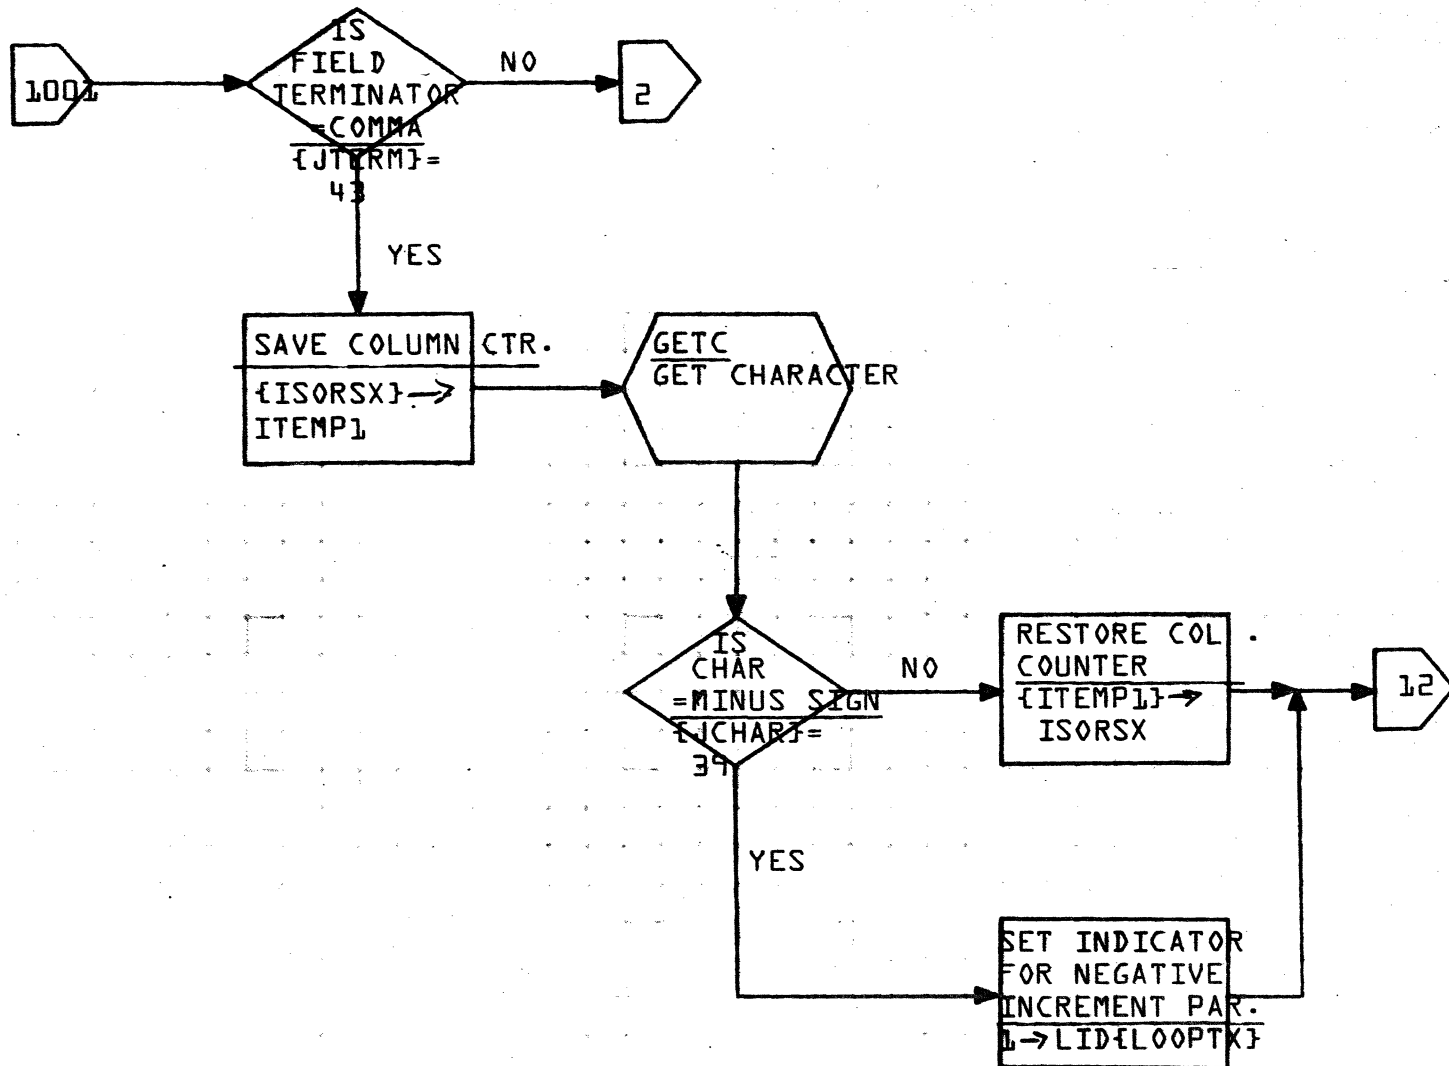 1001
IS
FIELD
TERMINATOR
=COMMA
{JTERM}=
43
NO
2
YES
SAVE COLUMN CTR.
{ISORSX}→
ITEMP1
GETC
GET CHARACTER
IS
CHAR
=MINUS SIGN
{JCHAR}=
39
NO
RESTORE COL.
COUNTER
{ITEMP1}→
ISORSX
12
YES
SET INDICATOR
FOR NEGATIVE
INCREMENT PAR.
1→LID{LOOPTX}